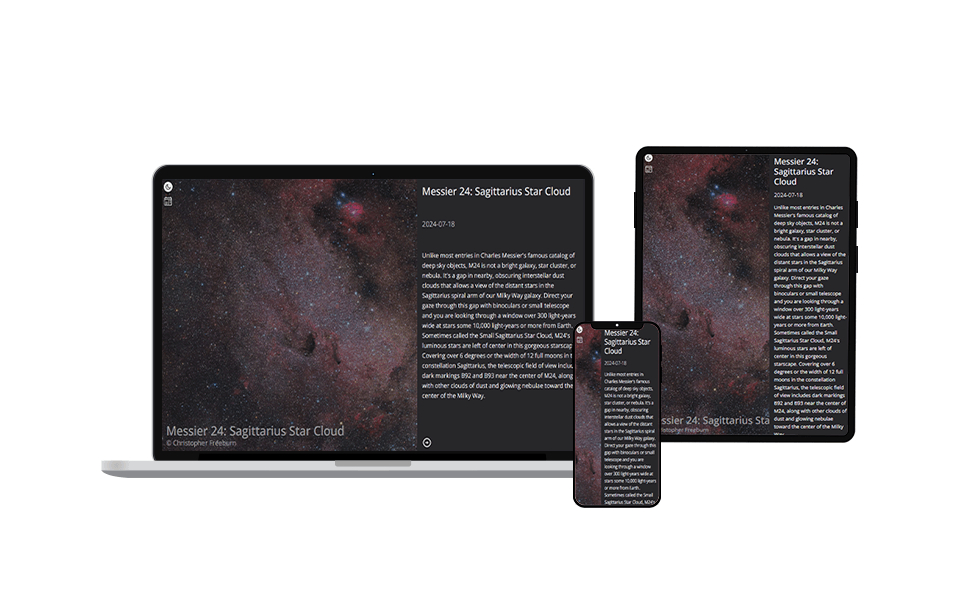 Messier 24: Sagittarius Star Cloud
2024-07-18
Unlike most entries in Charles Messier's famous catalog of
deep sky objects, M24 is not a bright galaxy, star cluster, or
nebula. It's a gap in nearby, obscuring interstellar dust
clouds that allows a view of the distant stars in the
Sagittarius spiral arm of our Milky Way galaxy. Direct your
gaze through this gap with binoculars or small telescope
and you are looking through a window over 300 light-years
wide at stars some 10,000 light-years or more from Earth.
Sometimes called the Small Sagittarius Star Cloud, M24's
luminous stars are left of center in this gorgeous starscape.
Covering over 6 degrees or the width of 12 full moons in the
constellation Sagittarius, the telescopic field of view
dark markings B92 and B93 near the center of M24, along
with other clouds of dust and glowing nebulae toward the
center of the Milky Way.
Messier 24: Sagittarius Star Cloud
© Christopher Freeburn
Messier 24:
Sagittarius Star
Cloud
2024-07-18
Unlike most entries in Charles
Messier's famous catalog of
deep sky objects, M24 is not a
bright galaxy, star cluster, or
nebula. It's a gap in nearby,
obscuring interstellar dust
clouds that allows a view of the
distant stars in the Sagittarius
spiral arm of our Milky Way
galaxy. Direct your gaze
through this gap with
binoculars or small telescope
and you are looking through a
window over 300 light-years
wide at stars some 10,000 light-
years or more from Earth.
Sometimes called the Small
Sagittarius Star Cloud, M24's
luminous stars are left of
center in this gorgeous
starscape. Covering over 6
degrees or the width of 12 full
moons in the constellation
Sagittarius, the telescopic field
of view includes dark markings
B92 and B93 near the center of
M24, along with other clouds of
dust and glowing nebulae
toward the center of the Milky
Way.
ssier 24: Sagittarius Sta
istopher Freeburn
Messier 24:
Sagittarius Star
Cloud
2024-07-18
Unlike most entries in
Charles Messier's famous
catalog of deep sky objects,
M24 is not a bright galaxy,
star cluster, or nebula. It's a
gap in nearby, obscuring
interstellar dust clouds that
allows a view of the distant
stars in the Sagittarius spiral
arm of our Milky Way galaxy.
Direct your gaze through this
gap with binoculars or small
telescope and you are
looking through a window
over 300 light-years wide at
stars some 10,000 light-years
or more from Earth.
Sometimes called the Small
Sagittarius Star Cloud, M24's